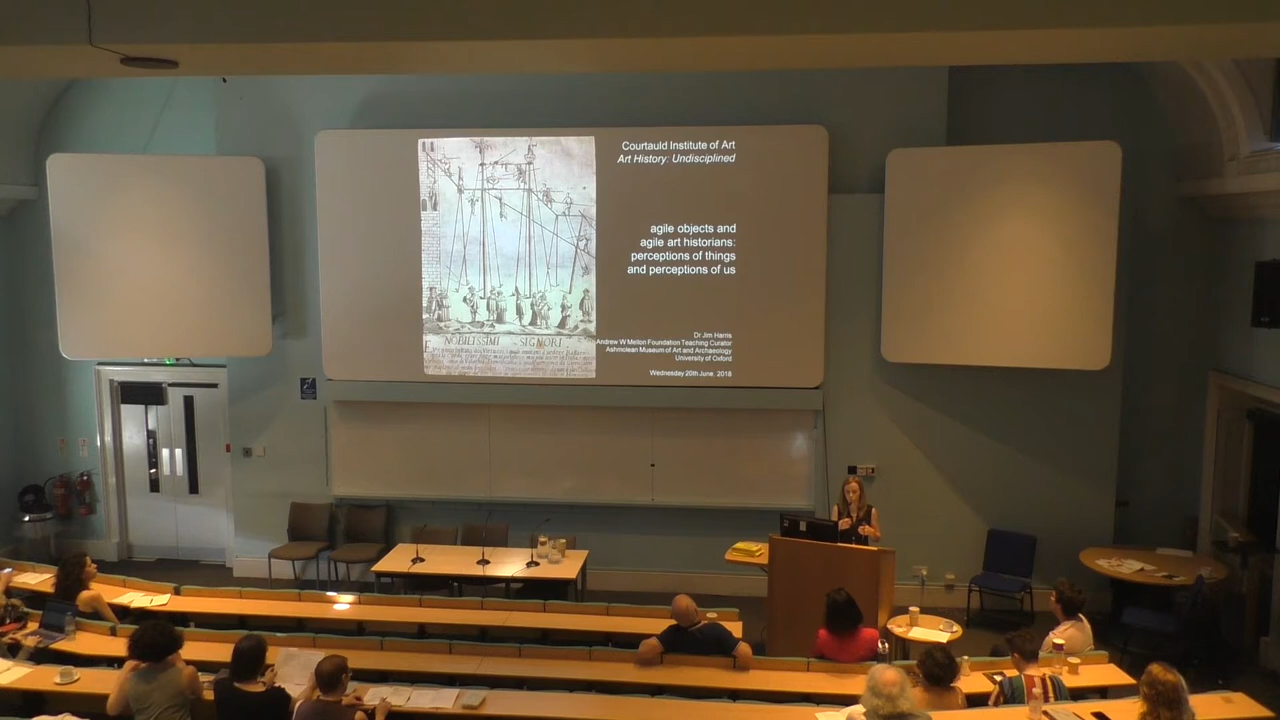 Courtauld Institute of Art
Art History: Undisciplined
agile objects and
agile art historians:
perceptions of things
and perceptions of us
Dr Jim Harris
Andrew W Mellon Foundation Teaching Curator
Ashmolean Museum of Art and Archaeology
University of Oxford
Wednesday 20th June 2018
NOBILISSIMI SIGNORI